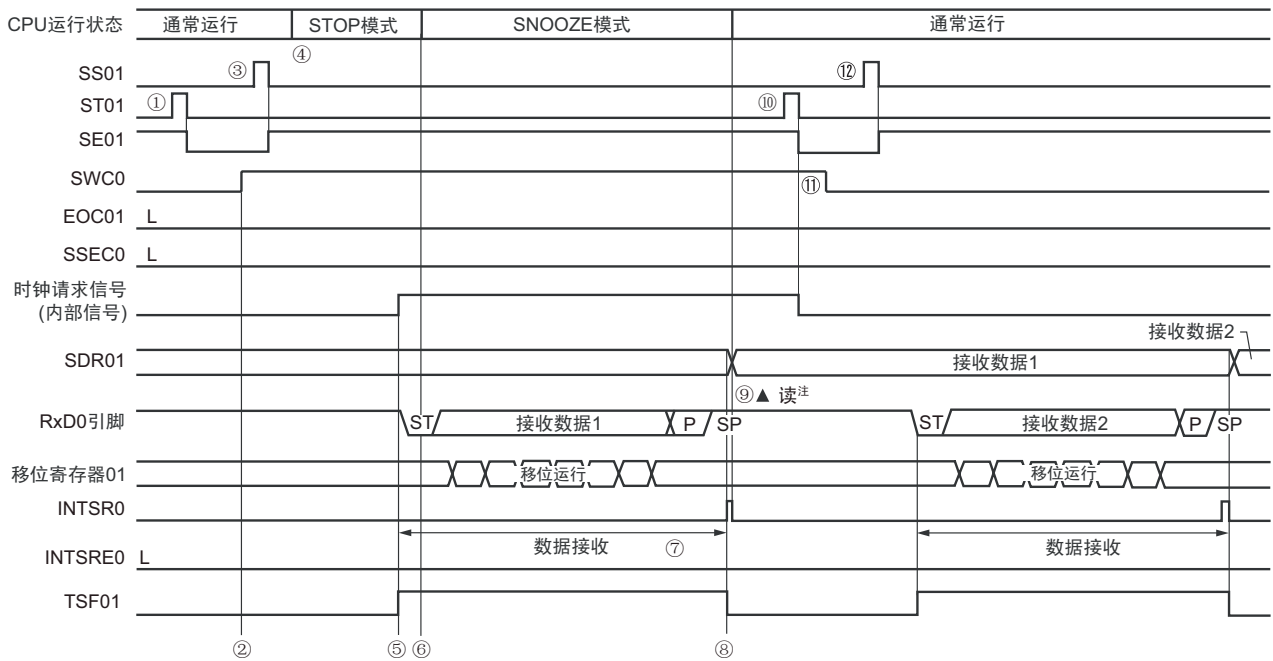 CPU运行状态 通常运行 STOP模式 SNOOZE模式 通常运行
④
SS01 ③ ⑫
ST01 ① ⑩
SE01
SWC0 ⑪
EOC01 L
SSEC0 L
时钟请求信号
(内部信号)
接收数据2
SDR01 接收数据1
⑨▲ 读注
RxD0引脚 ST 接收数据1 P SP ST 接收数据2 P SP
移位寄存器01 移位运行 移位运行
INTSR0
数据接收 ⑦ 数据接收
INTSRE0 L
TSF01
② ⑤ ⑥ ⑧